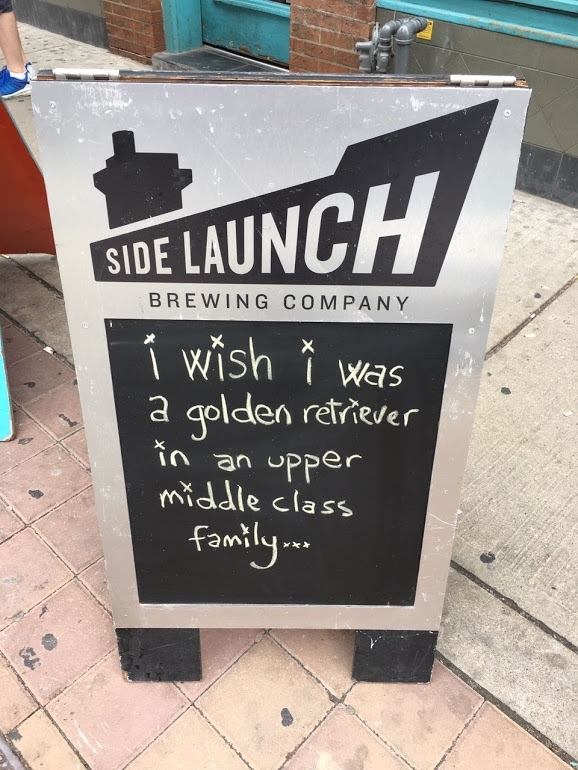 SIDE LAUNCH
BREWING COMPANY
i wish i was
a golden retriever
in an upper
middle class
family...